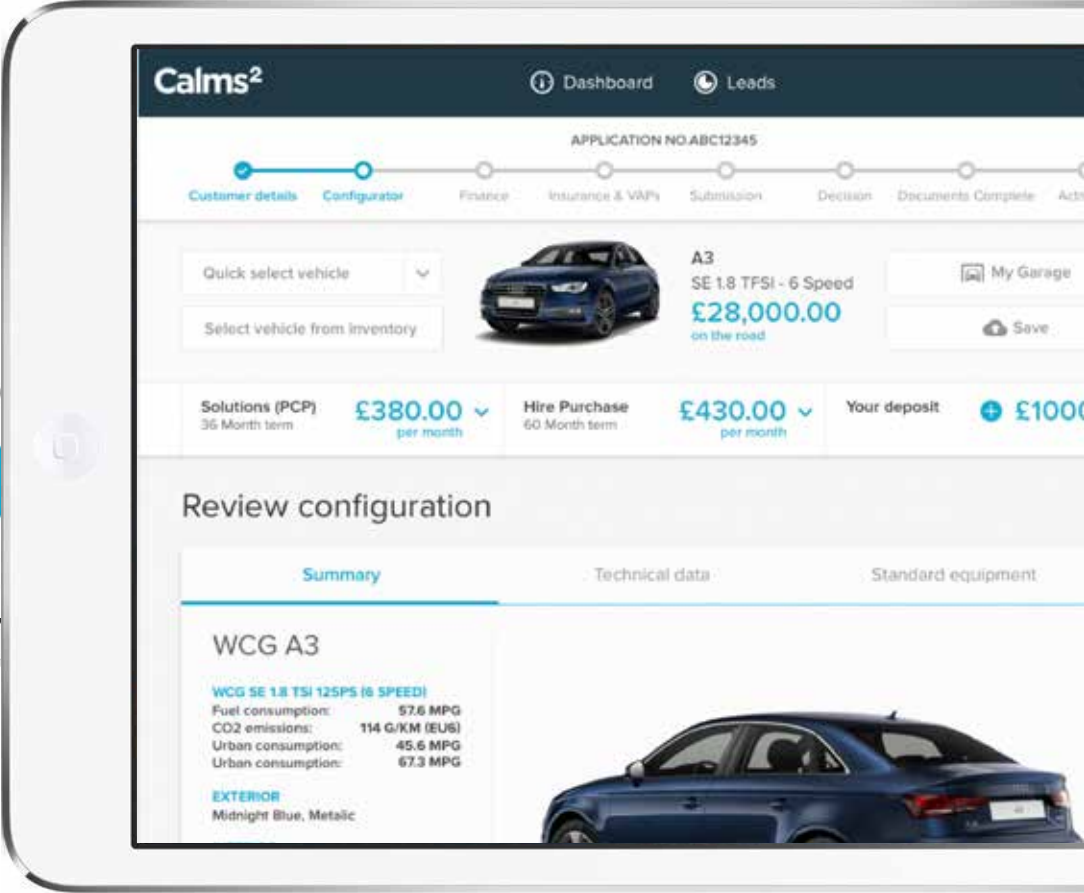 Calms²
Dashboard Leads
APPLICATION NO.ABC12345
Customer details Configurator Finance Insurance & VAPs Submission Decision Documents Complete
Quick select vehicle
Select vehicle from inventory
A3
SE 1.8 TFSI - 6 Speed
£28,000.00
on the road
My Garage
Save
Solutions (PCP)
36 Month term
£380.00
per month
Hire Purchase
60 Month term
£430.00
per month
Your deposit
£1000
Review configuration
Summary Technical data Standard equipment
WCG A3
WCG SE 1.8 TSI 125PS (6 SPEED)
Fuel consumption: 57.6 MPG
CO2 emissions: 114 G/KM (EU6)
Urban consumption: 45.6 MPG
Urban consumption: 67.3 MPG
EXTERIOR
Midnight Blue, Metalic